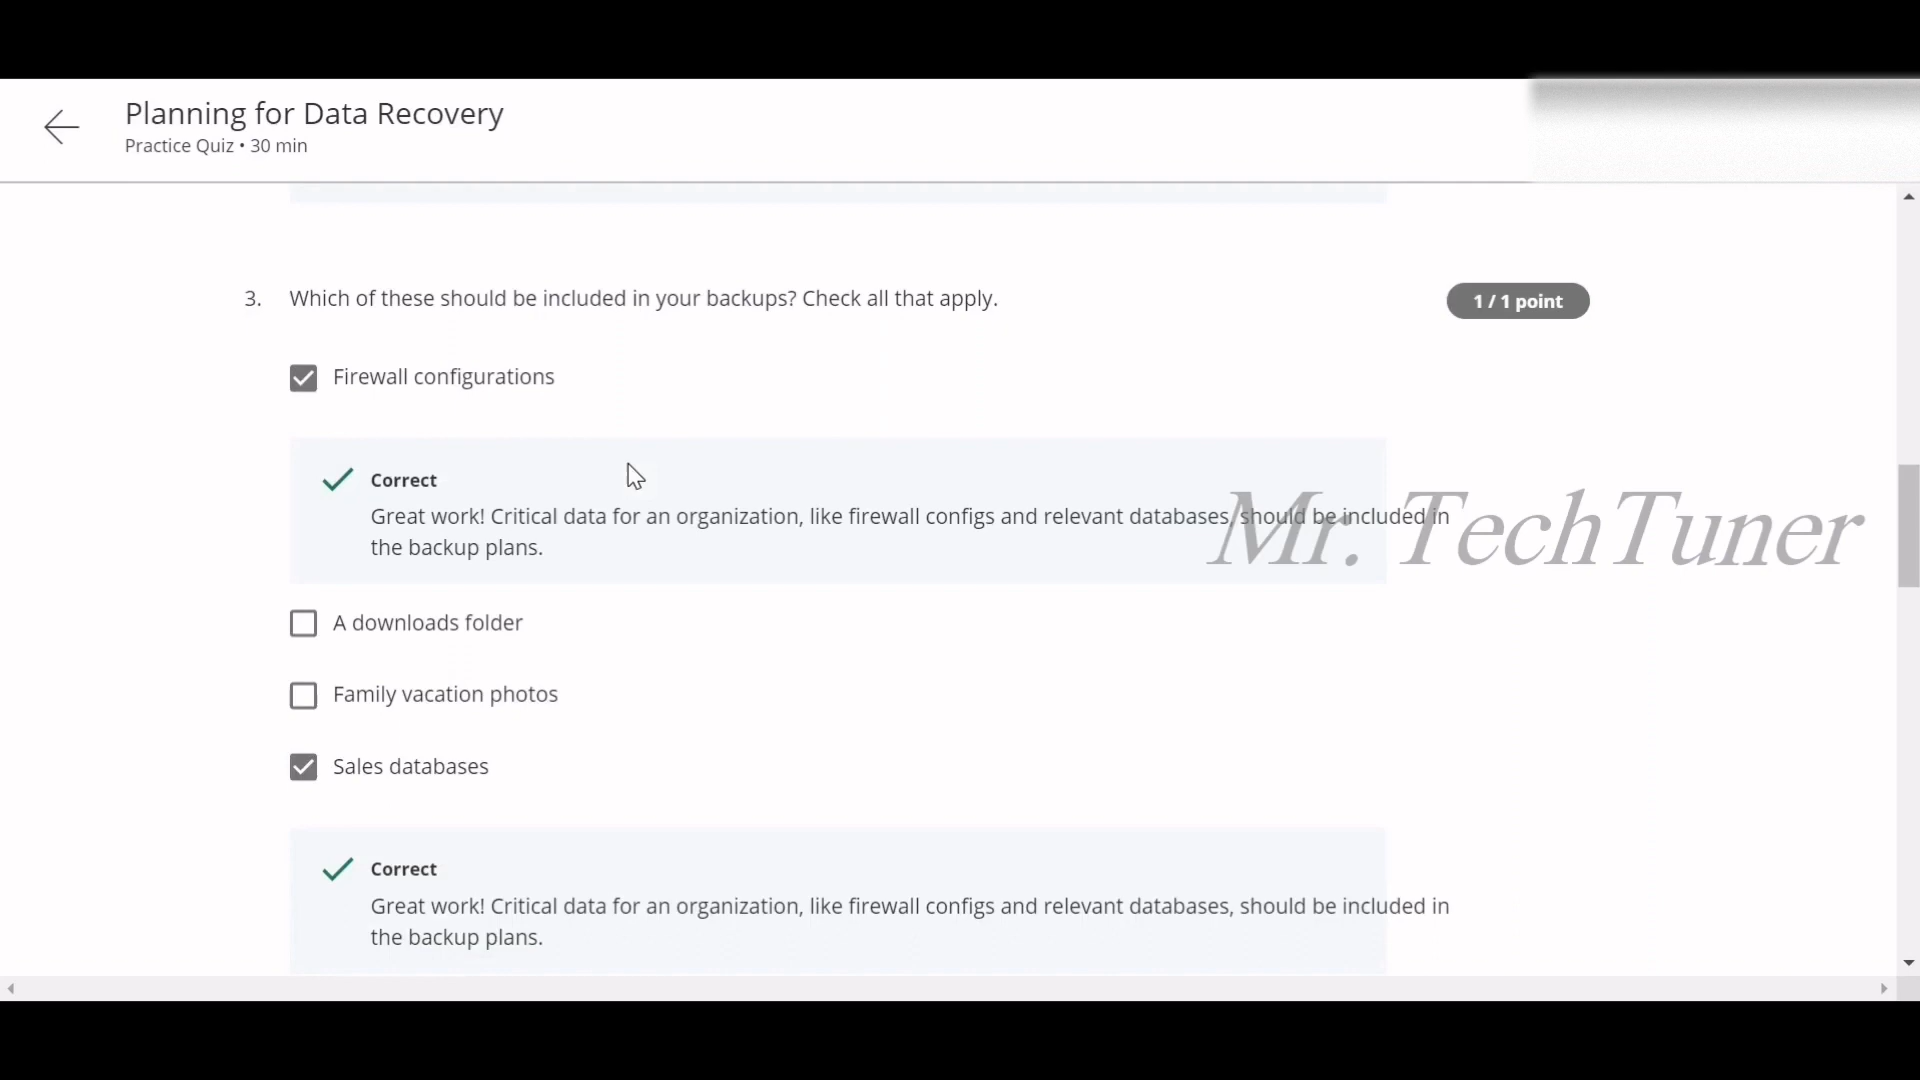 Planning for Data Recovery
Practice Quiz • 30 min
3. Which of these should be included in your backups? Check all that apply.
1 / 1 point
Firewall configurations
Correct
Great work! Critical data for an organization, like firewall configs and relevant databases, should be included in
the backup plans.
Mr. TechTuner
A downloads folder
Family vacation photos
Sales databases
Correct
Great work! Critical data for an organization, like firewall configs and relevant databases, should be included in
the backup plans.